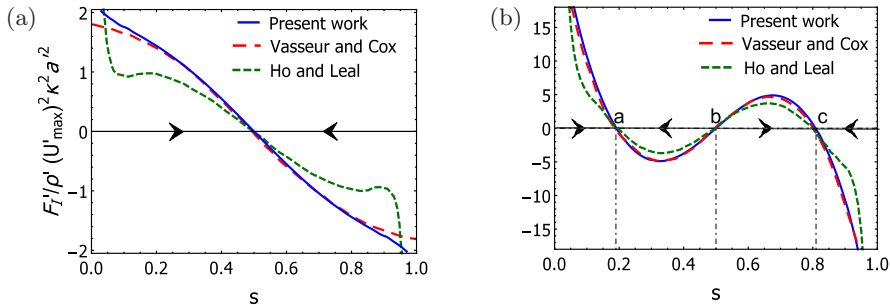 (a)
F'_I/ρ' (U'_max)^2 κ^2 a'^2
2
1
0
−1
−2
Present work
Vasseur and Cox
Ho and Leal
0.0 0.2 0.4 0.6 0.8 1.0
s
(b)
15
10
5
0
−5
−10
−15
Present work
Vasseur and Cox
Ho and Leal
a b c
0.0 0.2 0.4 0.6 0.8 1.0
s